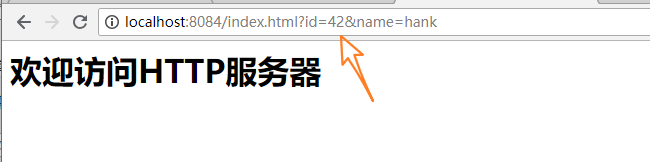 localhost:8084/index.html?id=42&name=hank
欢迎访问HTTP服务器